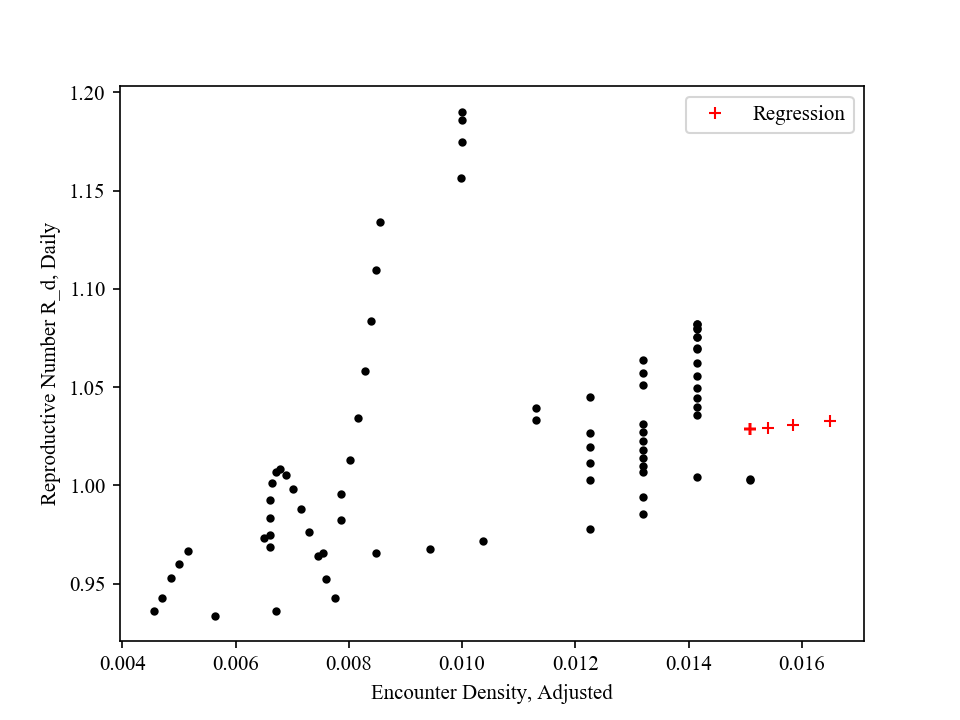 Regression
1.20
1.15
1.10
1.05
1.00
0.95
Reproductive Number R_d, Daily
0.004 0.006 0.008 0.010 0.012 0.014 0.016
Encounter Density, Adjusted